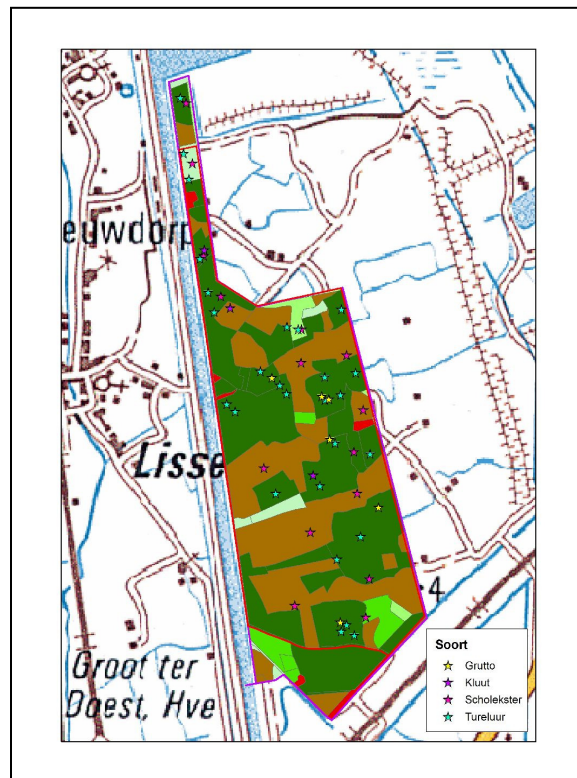 euwdorp
Lisse
4
Groot ter
Doest, Hve
Soort
Grutto
Kluut
Scholekster
Tureluur